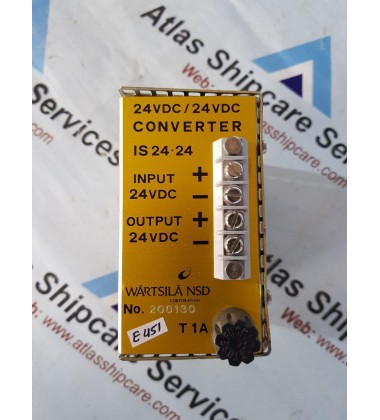 24VDC/24VDC
CONVERTER
IS 24-24
INPUT +
24VDC -
OUTPUT +
24VDC -
WÄRTSILÄ NSD
CORPORATION
No. 200130
E451
T 1A
Atlas Shipcare Services
Web:
www.atlasshipcare.com